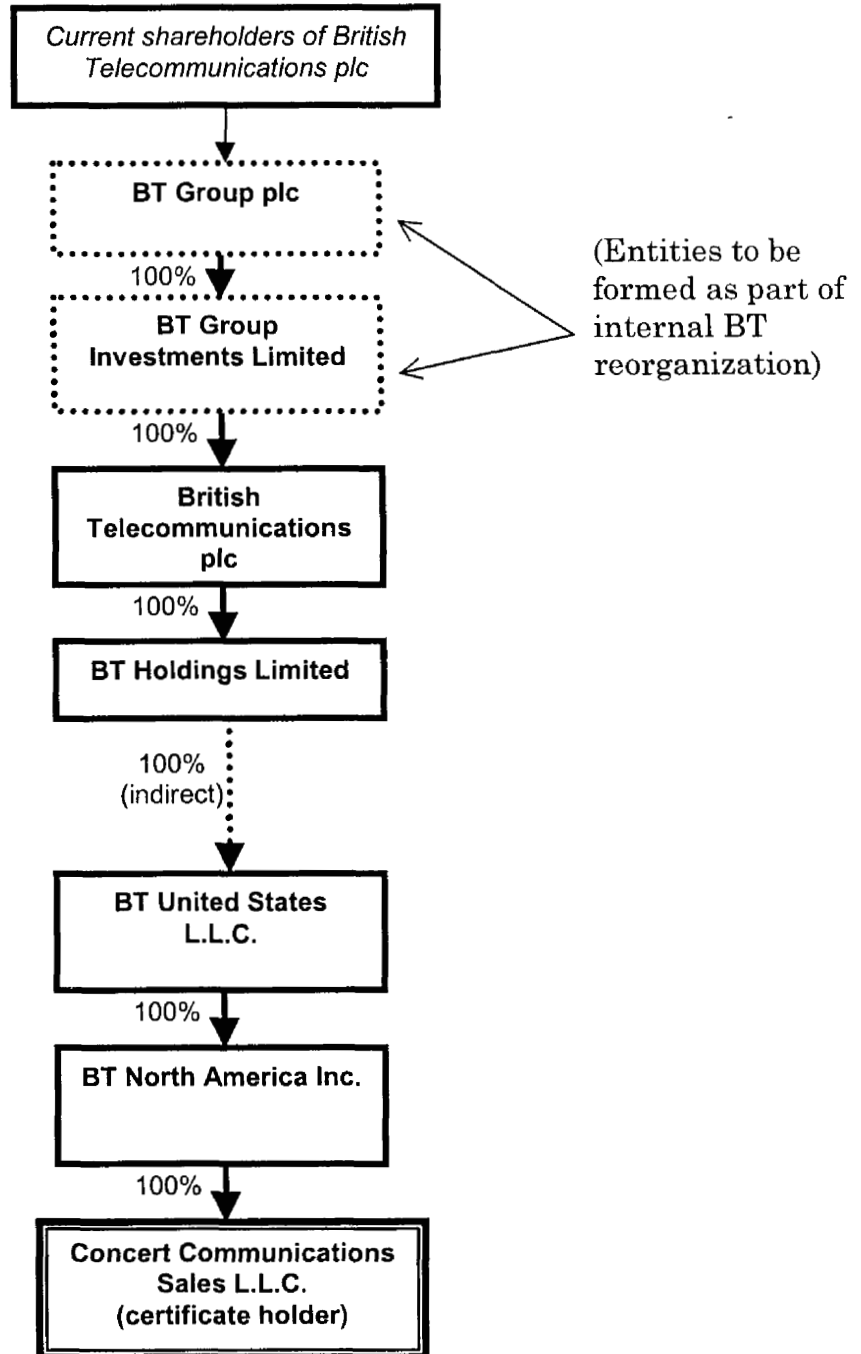 Current shareholders of British
Telecommunications plc
BT Group plc
100%
BT Group
Investments Limited
(Entities to be
formed as part of
internal BT
reorganization)
100%
British
Telecommunications
plc
100%
BT Holdings Limited
100%
(indirect)
BT United States
L.L.C.
100%
BT North America Inc.
100%
Concert Communications
Sales L.L.C.
(certificate holder)